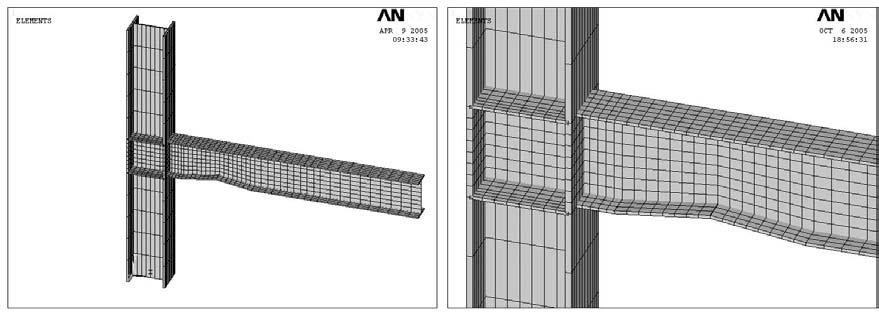 ELEMENTS
AN
APR 9 2005
09:33:43
ELEMENTS
AN
OCT 6 2005
18:56:31